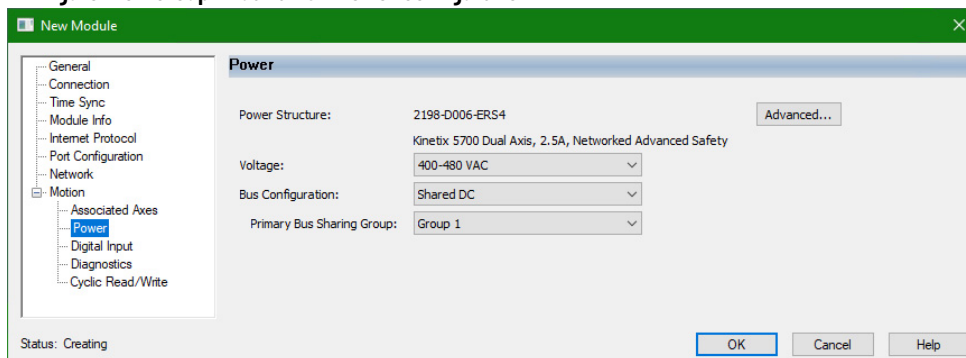 New Module
General
Connection
Time Sync
Module Info
Internet Protocol
Port Configuration
Network
Motion
Associated Axes
Power
Digital Input
Diagnostics
Cyclic Read/Write
Power
Power Structure: 2198-D006-ERS4 Advanced...
Kinetix 5700 Dual Axis, 2.5A, Networked Advanced Safety
Voltage: 400-480 VAC
Bus Configuration: Shared DC
Primary Bus Sharing Group: Group 1
Status: Creating OK Cancel Help